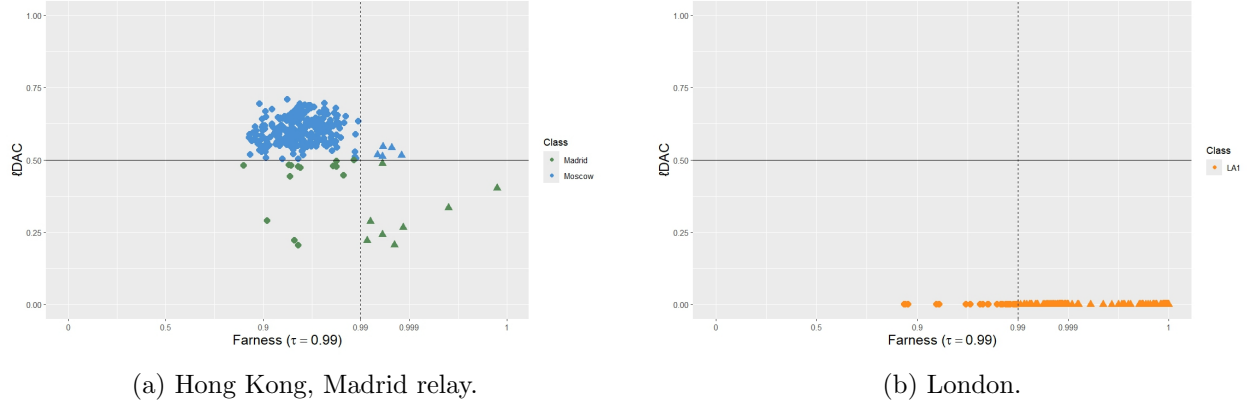 1.00
0.75
0.50
0.25
0.00
ℓDAC
0
0.5
0.9
0.99
0.999
1
Farness (τ = 0.99)
Class
Madrid
Moscow
(a) Hong Kong, Madrid relay.
1.00
0.75
0.50
0.25
0.00
ℓDAC
0
0.5
0.9
0.99
0.999
1
Farness (τ = 0.99)
Class
LA1
(b) London.